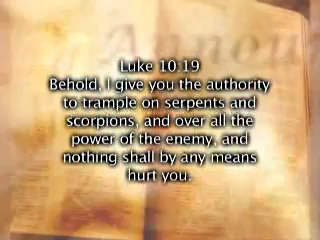 Luke 10:19
Behold, I give you the authority
to trample on serpents and
scorpions, and over all the
power of the enemy, and
nothing shall by any means
hurt you.